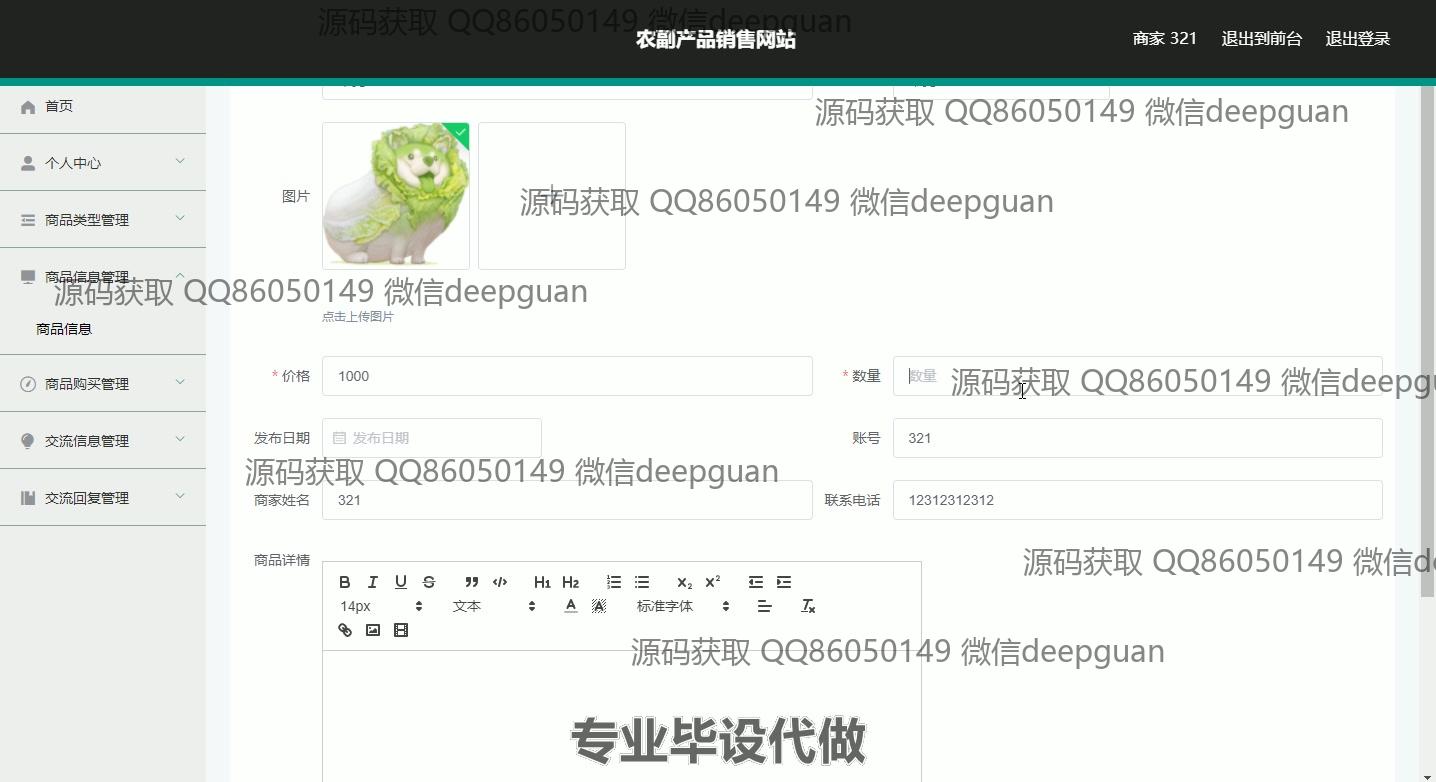 源码获取 QQ86050149 微信deepguan
农副产品销售网站
商家 321 退出到前台 退出登录
首页
源码获取 QQ86050149 微信deepguan
个人中心
图片
商品类型管理
源码获取 QQ86050149 微信deepguan
商品信息管理
源码获取 QQ86050149 微信deepguan
点击上传图片
商品信息
* 价格 1000 * 数量 数量
源码获取 QQ86050149 微信deepgu
商品购买管理
发布日期 发布日期 账号 321
交流信息管理
源码获取 QQ86050149 微信deepguan
商家姓名 321 联系电话 12312312312
交流回复管理
商品详情
源码获取 QQ86050149 微信de
B I U S H1 H2 x2 x2
14px 文本 A A 标准字体 Tx
源码获取 QQ86050149 微信deepguan
专业毕设代做